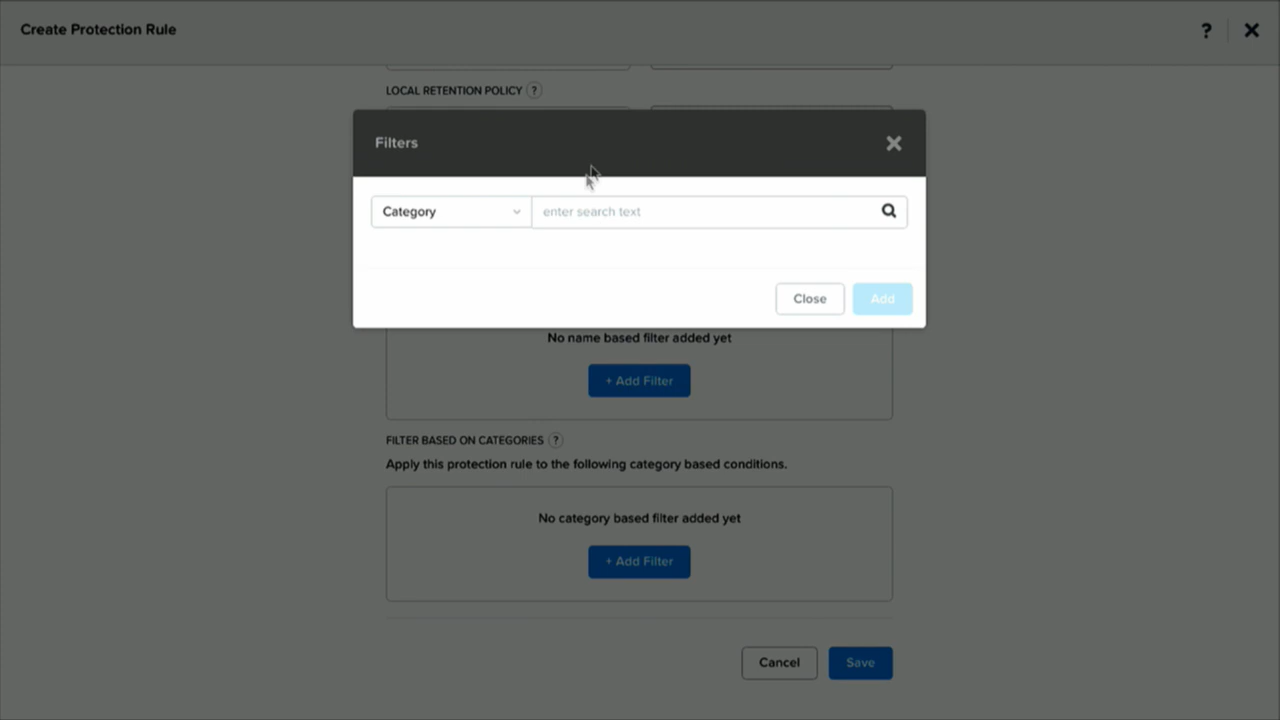 Create Protection Rule
?
LOCAL RETENTION POLICY ?
Filters
Category
enter search text
Close
Add
No name based filter added yet
+ Add Filter
FILTER BASED ON CATEGORIES ?
Apply this protection rule to the following category based conditions.
No category based filter added yet
+ Add Filter
Cancel
Save